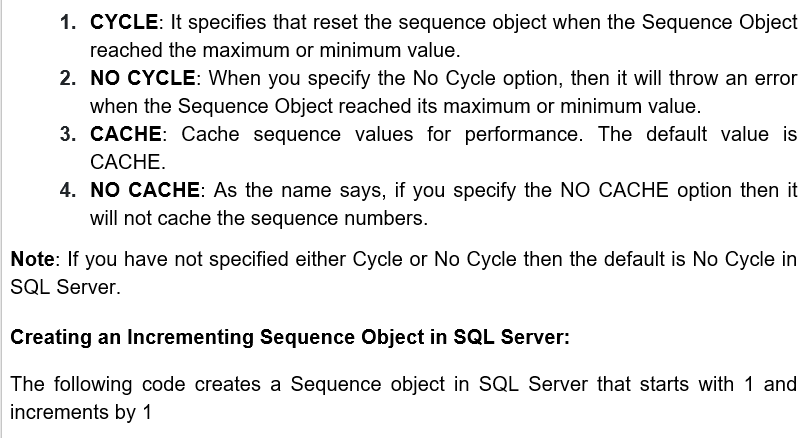 1. CYCLE: It specifies that reset the sequence object when the Sequence Object
reached the maximum or minimum value.
2. NO CYCLE: When you specify the No Cycle option, then it will throw an error
when the Sequence Object reached its maximum or minimum value.
3. CACHE: Cache sequence values for performance. The default value is
CACHE.
4. NO CACHE: As the name says, if you specify the NO CACHE option then it
will not cache the sequence numbers.
Note: If you have not specified either Cycle or No Cycle then the default is No Cycle in
SQL Server.
Creating an Incrementing Sequence Object in SQL Server:
The following code creates a Sequence object in SQL Server that starts with 1 and
increments by 1